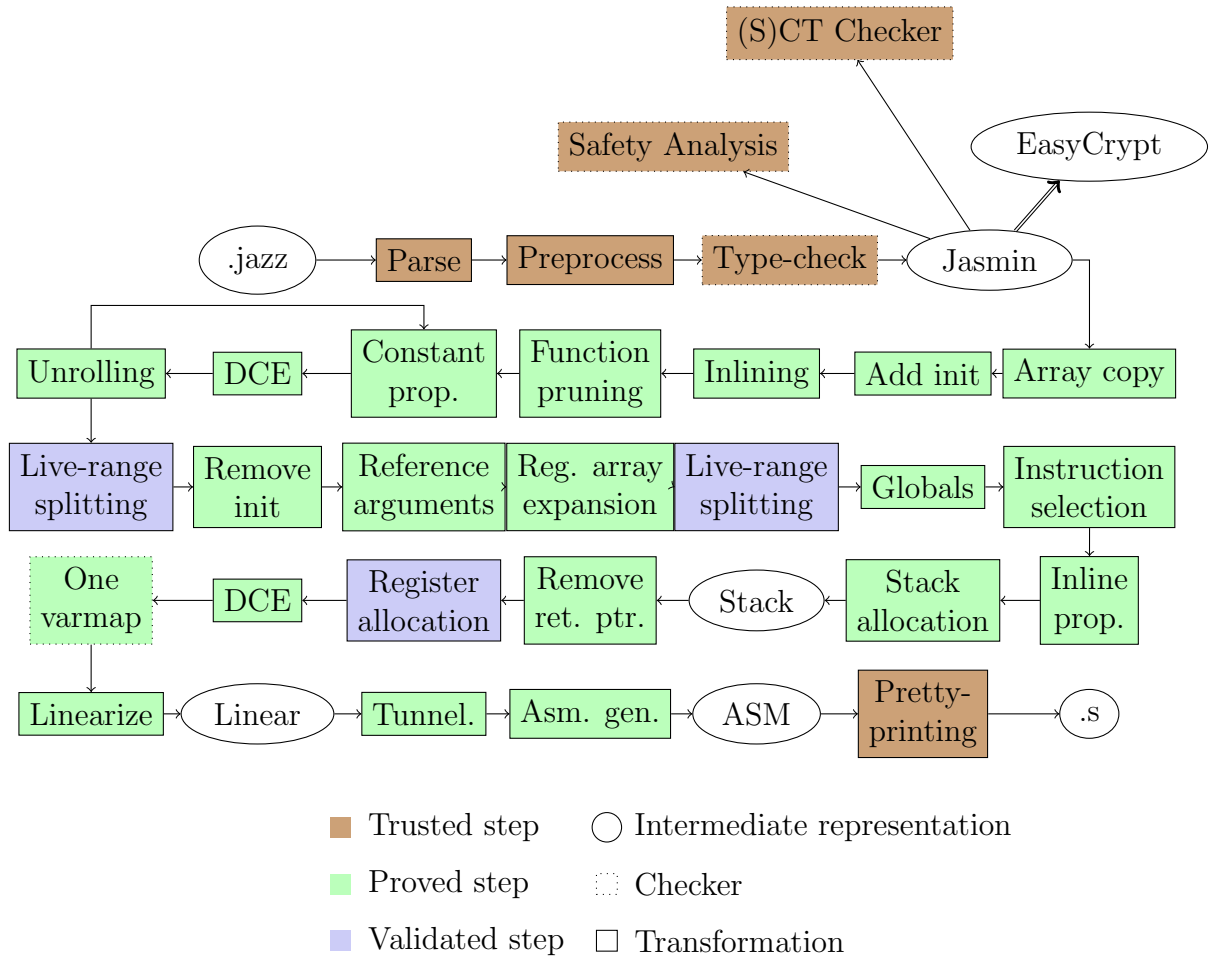 (S)CT Checker
Safety Analysis
EasyCrypt
.jazz
Parse
Preprocess
Type-check
Jasmin
Unrolling
DCE
Constant
prop.
Function
pruning
Inlining
Add init
Array copy
Live-range
splitting
Remove
init
Reference
arguments
Reg. array
expansion
Live-range
splitting
Globals
Instruction
selection
One
varmap
DCE
Register
allocation
Remove
ret. ptr.
Stack
Stack
allocation
Inline
prop.
Linearize
Linear
Tunnel.
Asm. gen.
ASM
Pretty-
printing
.s
Trusted step
Intermediate representation
Proved step
Checker
Validated step
Transformation